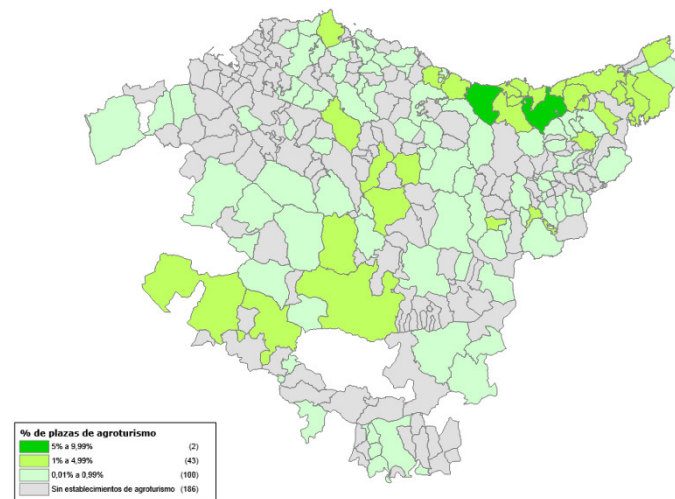 % de plazas de agroturismo
5% a 9,99% (2)
1% a 4,99% (43)
0,01% a 0,99% (100)
Sin establecimientos de agroturismo (186)